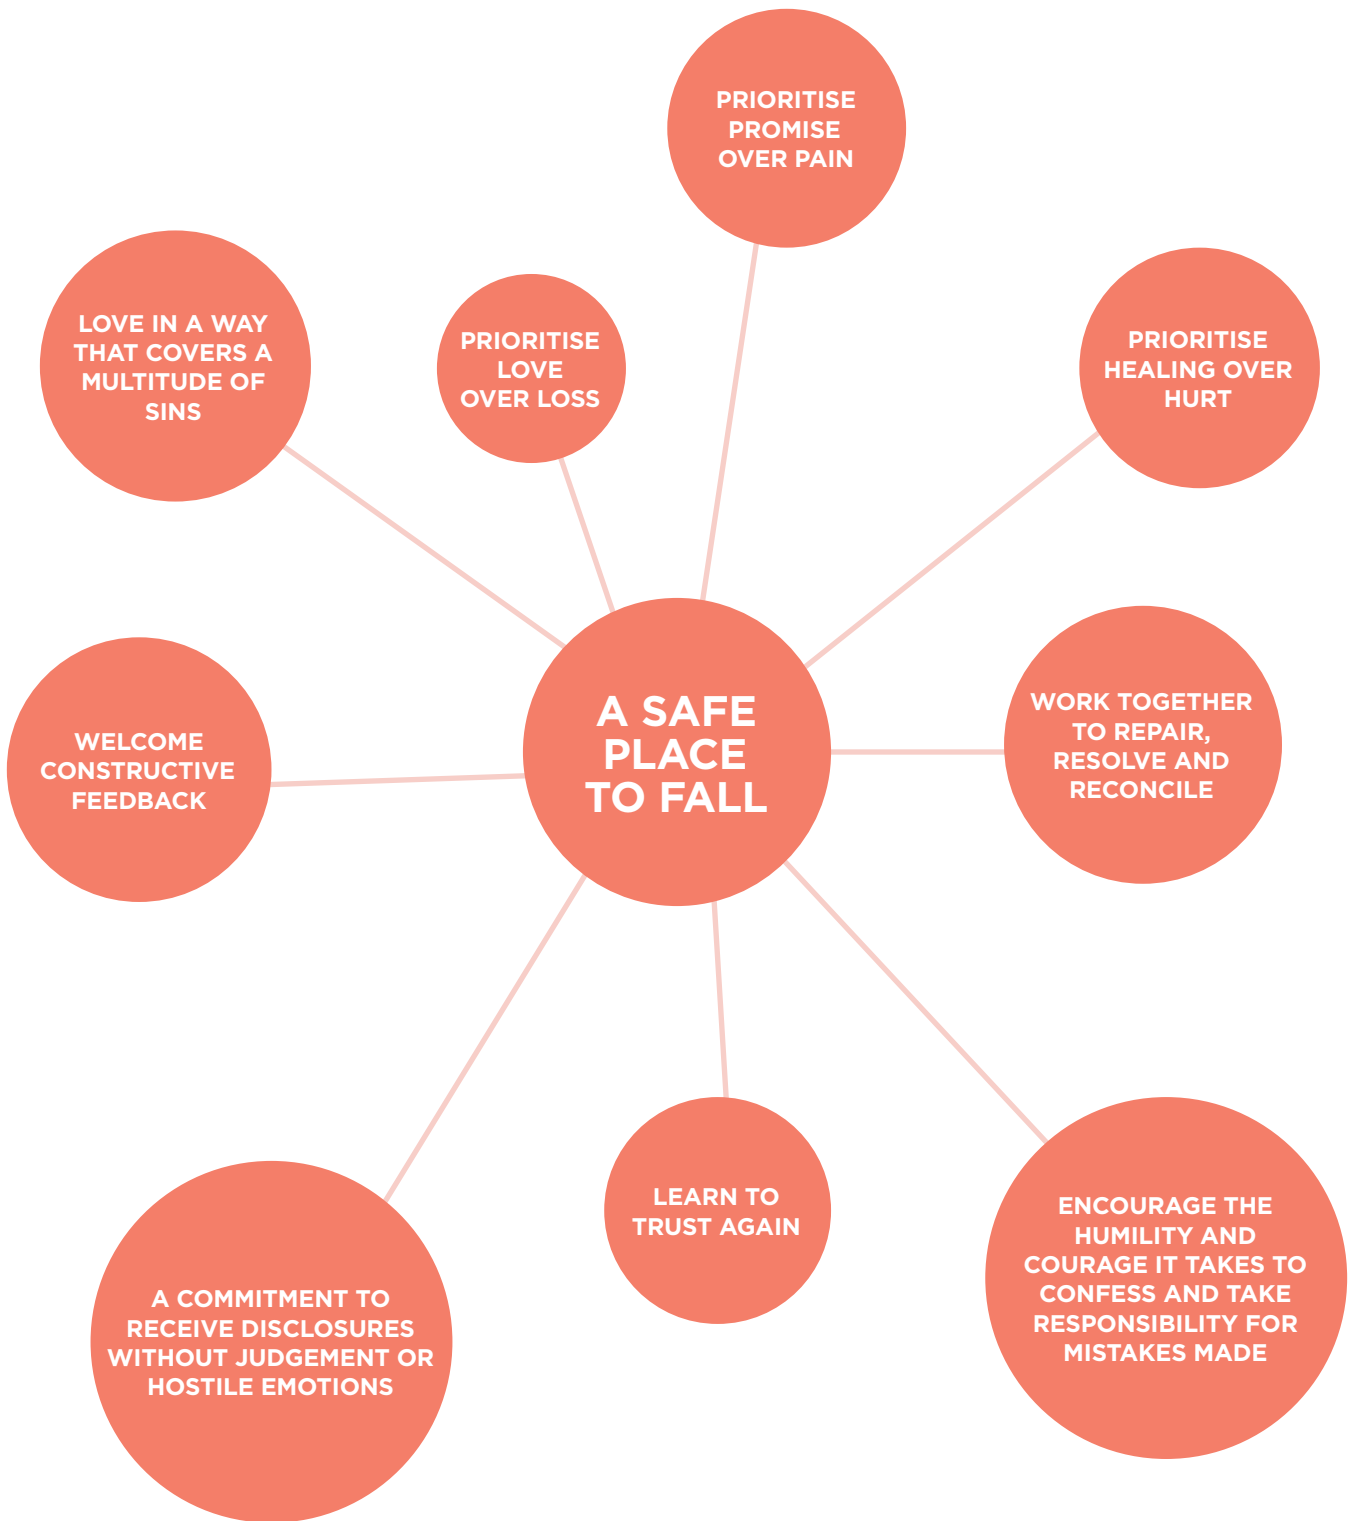 PRIORITISE
PROMISE
OVER PAIN
LOVE IN A WAY
THAT COVERS A
MULTITUDE OF
SINS
PRIORITISE
LOVE
OVER LOSS
PRIORITISE
HEALING OVER
HURT
A SAFE
PLACE
TO FALL
WORK TOGETHER
TO REPAIR,
RESOLVE AND
RECONCILE
WELCOME
CONSTRUCTIVE
FEEDBACK
LEARN TO
TRUST AGAIN
ENCOURAGE THE
HUMILITY AND
COURAGE IT TAKES TO
CONFESS AND TAKE
RESPONSIBILITY FOR
MISTAKES MADE
A COMMITMENT TO
RECEIVE DISCLOSURES
WITHOUT JUDGEMENT OR
HOSTILE EMOTIONS